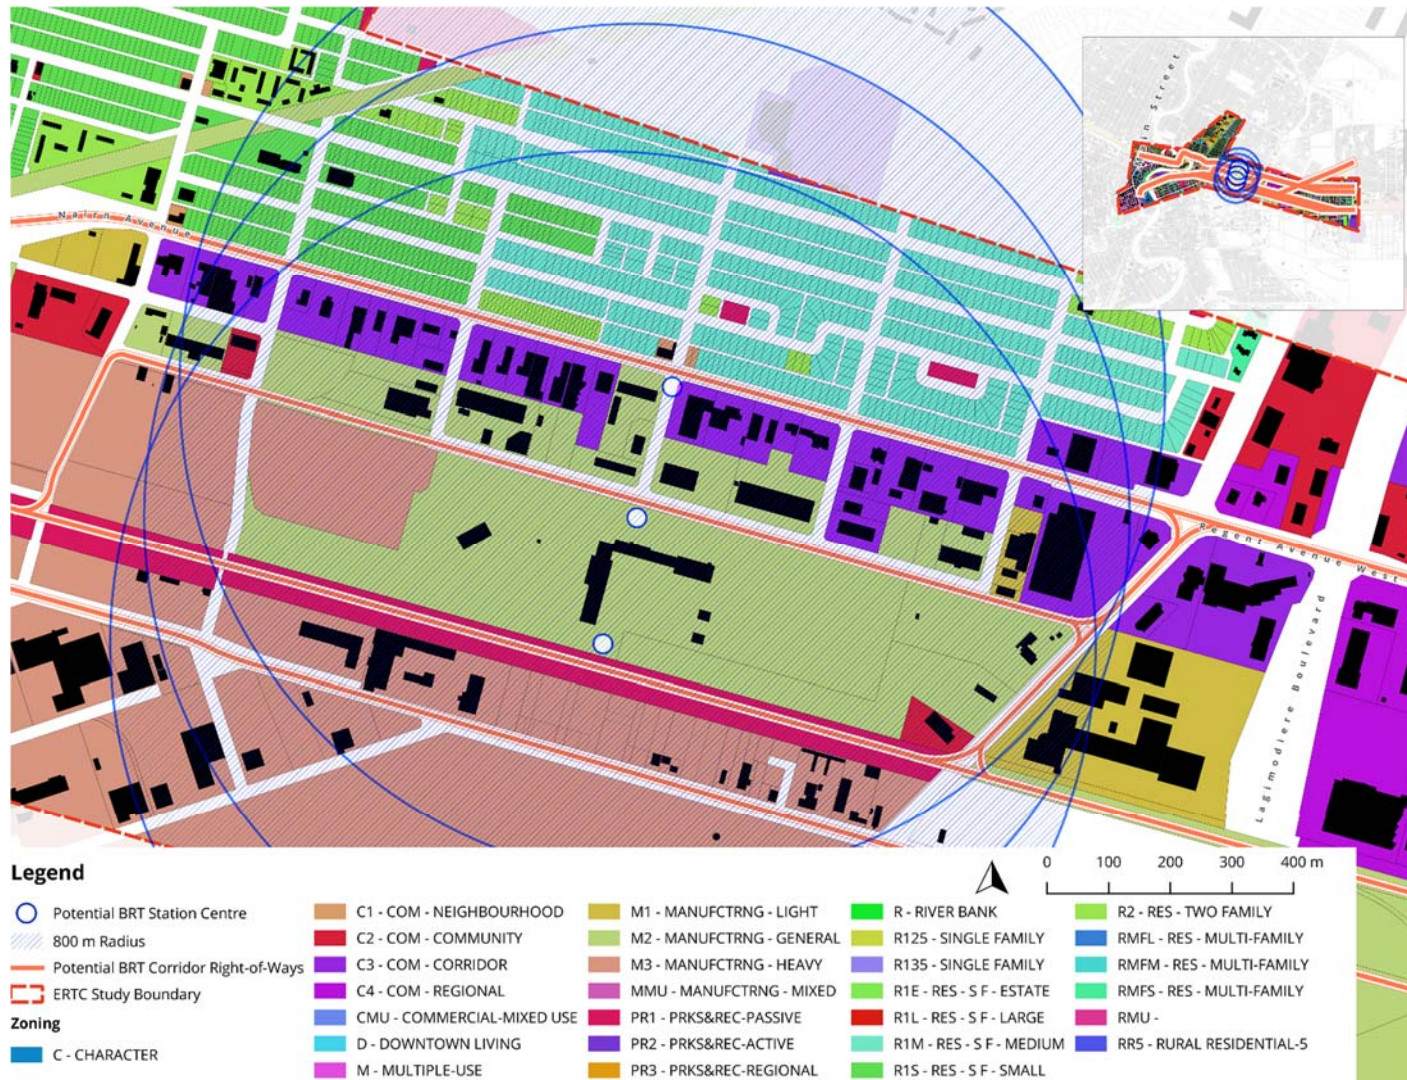 in Street
Nairn Avenue
Regent Avenue West
Lagimodiere Boulevard
Legend
Potential BRT Station Centre
800 m Radius
Potential BRT Corridor Right-of-Ways
ERTC Study Boundary
Zoning
C - CHARACTER
C1 - COM - NEIGHBOURHOOD
C2 - COM - COMMUNITY
C3 - COM - CORRIDOR
C4 - COM - REGIONAL
CMU - COMMERCIAL-MIXED USE
D - DOWNTOWN LIVING
M - MULTIPLE-USE
M1 - MANUFCTRNG - LIGHT
M2 - MANUFCTRNG - GENERAL
M3 - MANUFCTRNG - HEAVY
MMU - MANUFCTRNG - MIXED
PR1 - PRKS&REC-PASSIVE
PR2 - PRKS&REC-ACTIVE
PR3 - PRKS&REC-REGIONAL
R - RIVER BANK
R125 - SINGLE FAMILY
R135 - SINGLE FAMILY
R1E - RES - S F - ESTATE
R1L - RES - S F - LARGE
R1M - RES - S F - MEDIUM
R1S - RES - S F - SMALL
R2 - RES - TWO FAMILY
RMFL - RES - MULTI-FAMILY
RMFM - RES - MULTI-FAMILY
RMFS - RES - MULTI-FAMILY
RMU -
RR5 - RURAL RESIDENTIAL-5
0 100 200 300 400 m